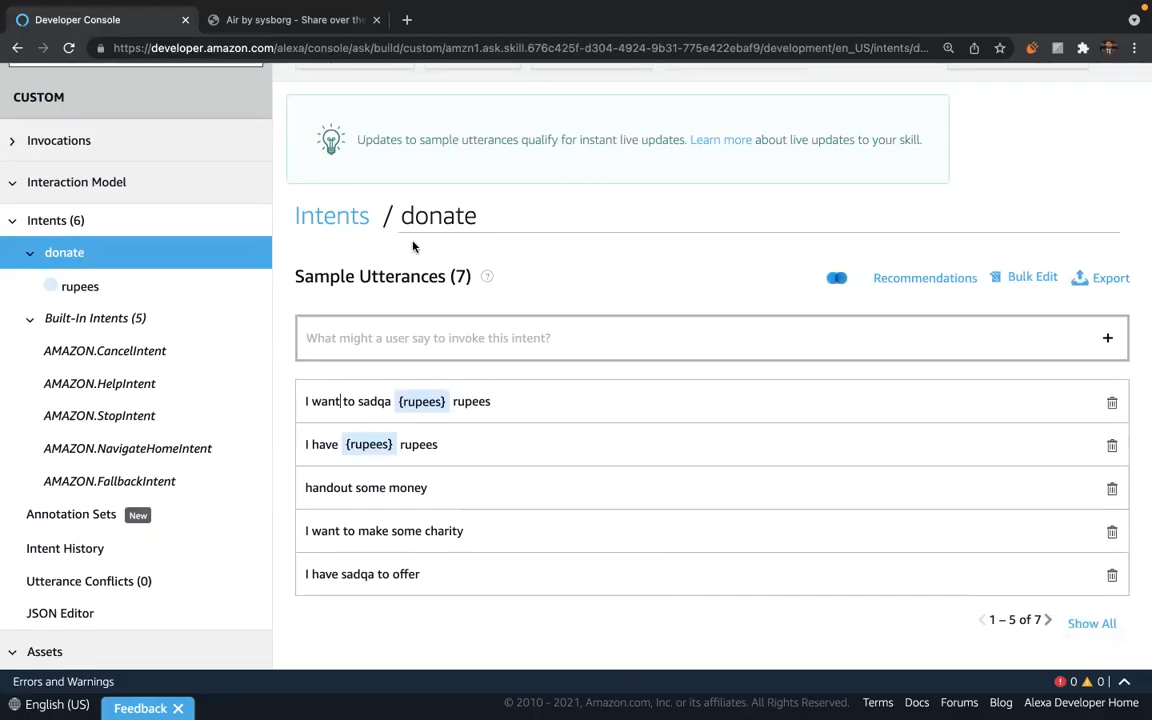 Developer Console
Air by sysborg - Share over the
https://developer.amazon.com/alexa/console/ask/build/custom/amzn1.ask.skill.676c425f-d304-4924-9b31-775e422ebaf9/development/en_US/intents/d...
CUSTOM
Invocations
Interaction Model
Intents (6)
donate
rupees
Built-In Intents (5)
AMAZON.CancelIntent
AMAZON.HelpIntent
AMAZON.StopIntent
AMAZON.NavigateHomeIntent
AMAZON.FallbackIntent
Annotation Sets New
Intent History
Utterance Conflicts (0)
JSON Editor
Assets
Updates to sample utterances qualify for instant live updates. Learn more about live updates to your skill.
Intents / donate
Sample Utterances (7) ?
Recommendations Bulk Edit Export
What might a user say to invoke this intent? +
I want to sadqa {rupees} rupees
I have {rupees} rupees
handout some money
I want to make some charity
I have sadqa to offer
1 – 5 of 7 Show All
Errors and Warnings 0 0 |
English (US) Feedback
© 2010 - 2021, Amazon.com, Inc. or its affiliates. All Rights Reserved. Terms Docs Forums Blog Alexa Developer Home